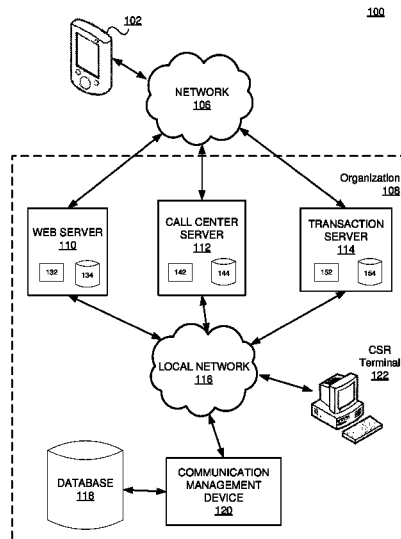 100
102
NETWORK
106
Organization
108
WEB SERVER
110
132
134
CALL CENTER
SERVER
112
142
144
TRANSACTION
SERVER
114
152
154
LOCAL NETWORK
116
CSR
Terminal
122
DATABASE
118
COMMUNICATION
MANAGEMENT
DEVICE
120